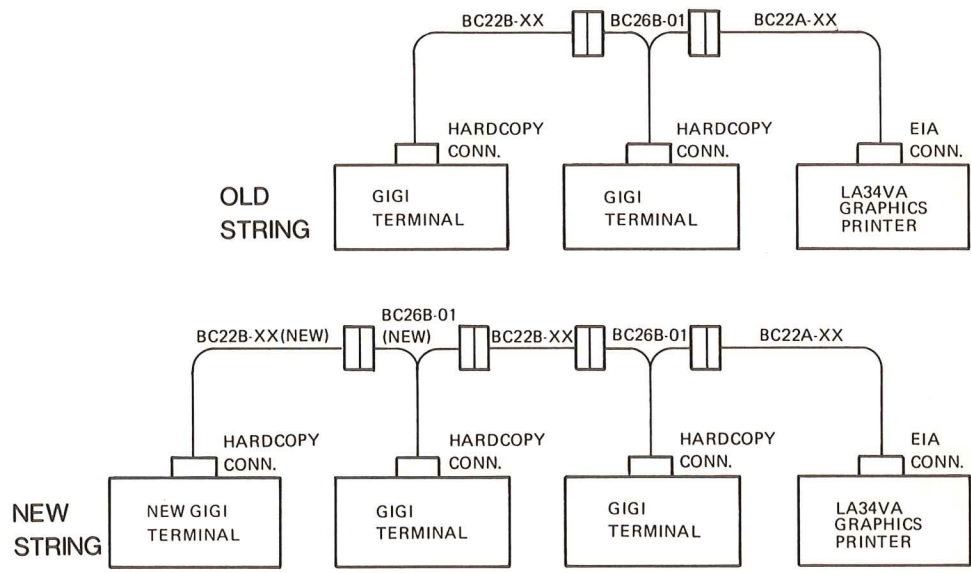 BC22B-XX BC26B-01 BC22A-XX
HARDCOPY
CONN.
HARDCOPY
CONN.
EIA
CONN.
OLD
STRING
GIGI
TERMINAL
GIGI
TERMINAL
LA34VA
GRAPHICS
PRINTER
BC22B-XX(NEW)
BC26B-01
(NEW)
BC22B-XX
BC26B-01
BC22A-XX
HARDCOPY
CONN.
HARDCOPY
CONN.
HARDCOPY
CONN.
EIA
CONN.
NEW
STRING
NEW GIGI
TERMINAL
GIGI
TERMINAL
GIGI
TERMINAL
LA34VA
GRAPHICS
PRINTER